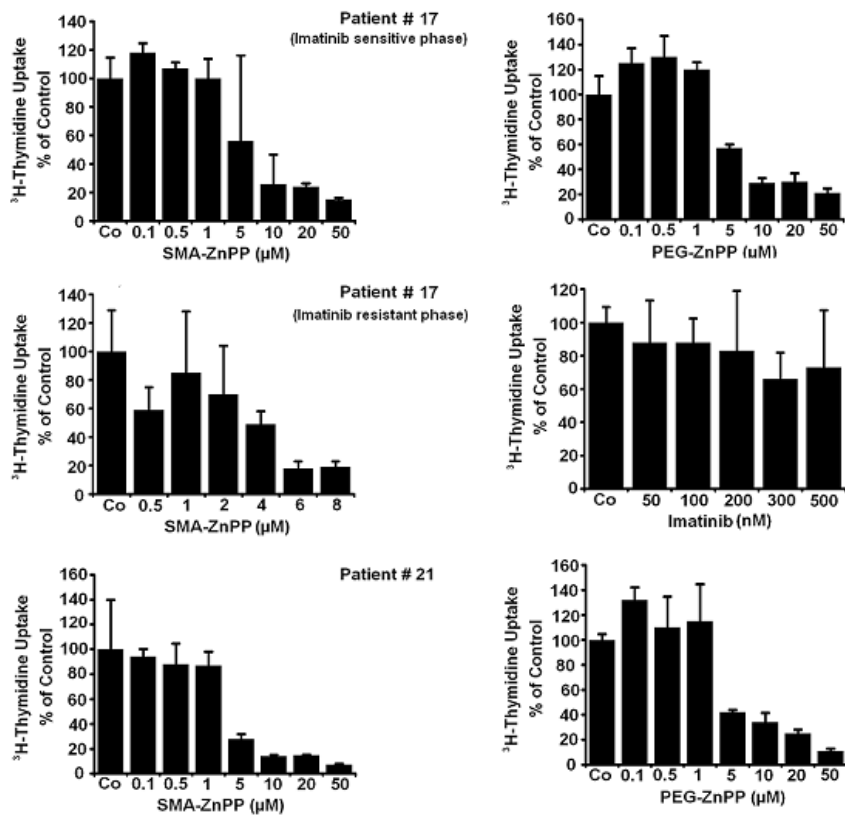 Patient # 17
(Imatinib sensitive phase)
³H-Thymidine Uptake
% of Control
140
120
100
80
60
40
20
0
Co 0.1 0.5 1 5 10 20 50
SMA-ZnPP (µM)
³H-Thymidine Uptake
% of Control
160
140
120
100
80
60
40
20
0
Co 0.1 0.5 1 5 10 20 50
PEG-ZnPP (uM)
Patient # 17
(Imatinib resistant phase)
³H-Thymidine Uptake
% of Control
140
120
100
80
60
40
20
0
Co 0.5 1 2 4 6 8
SMA-ZnPP (µM)
³H-Thymidine Uptake
% of Control
120
100
80
60
40
20
0
Co 50 100 200 300 500
Imatinib (nM)
Patient # 21
³H-Thymidine Uptake
% of Control
160
140
120
100
80
60
40
20
0
Co 0.1 0.5 1 5 10 20 50
SMA-ZnPP (µM)
³H-Thymidine Uptake
% of Control
160
140
120
100
80
60
40
20
0
Co 0.1 0.5 1 5 10 20 50
PEG-ZnPP (µM)